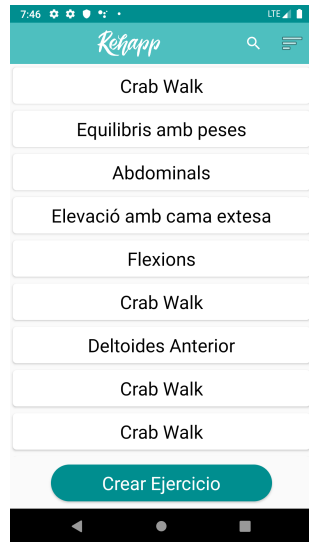 7:46
LTE
Rehapp
Crab Walk
Equilibris amb peses
Abdominals
Elevació amb cama extesa
Flexions
Crab Walk
Deltoides Anterior
Crab Walk
Crab Walk
Crear Ejercicio